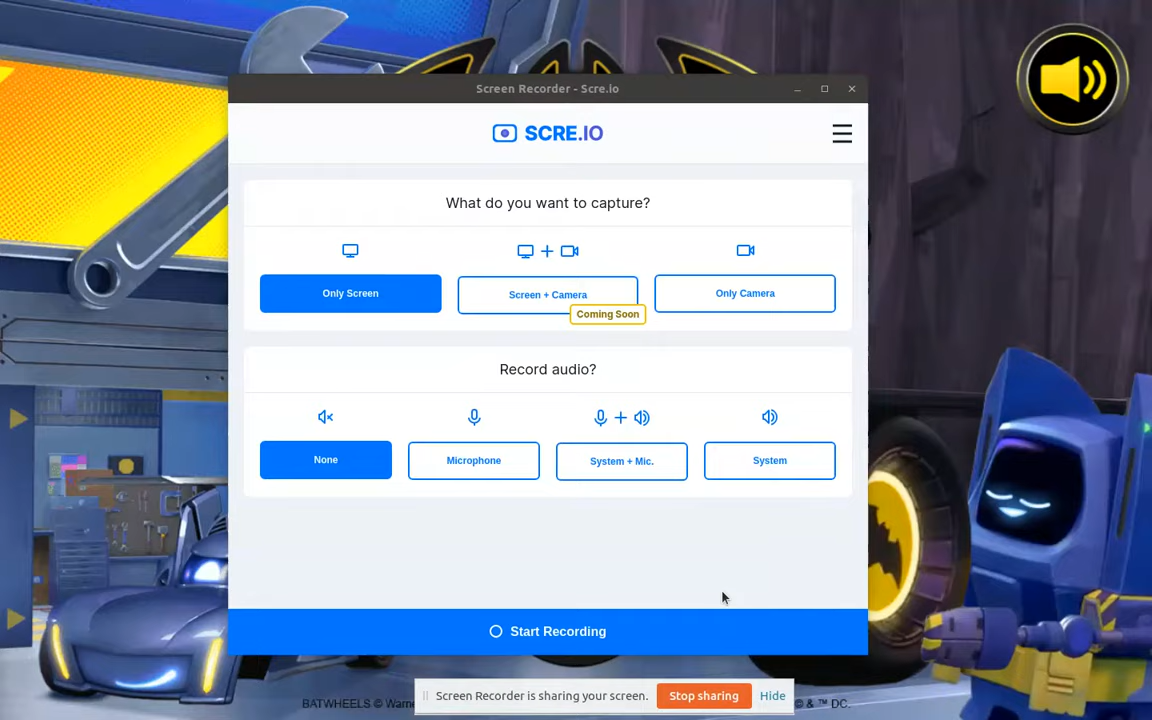 Screen Recorder - Scre.io
SCRE.IO
What do you want to capture?
Only Screen
Screen + Camera
Only Camera
Coming Soon
Record audio?
None
Microphone
System + Mic.
System
Start Recording
Screen Recorder is sharing your screen.
Stop sharing
Hide
BATWHEELS © Warne
© & ™ DC.